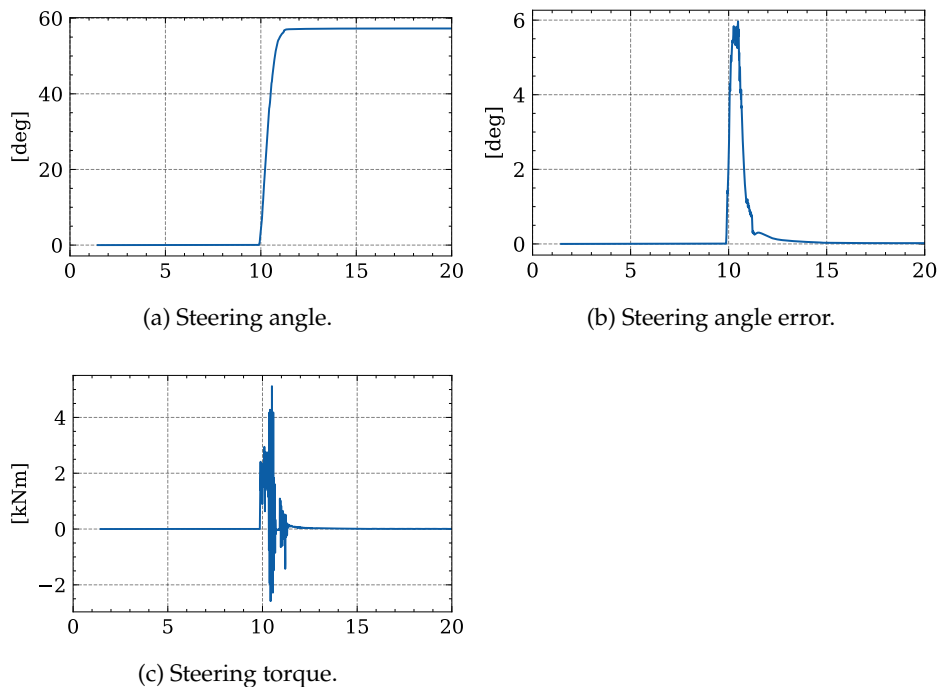 60
40
20
0
[deg]
0 5 10 15 20
(a) Steering angle.
6
4
2
0
[deg]
0 5 10 15 20
(b) Steering angle error.
4
2
0
−2
[kNm]
0 5 10 15 20
(c) Steering torque.